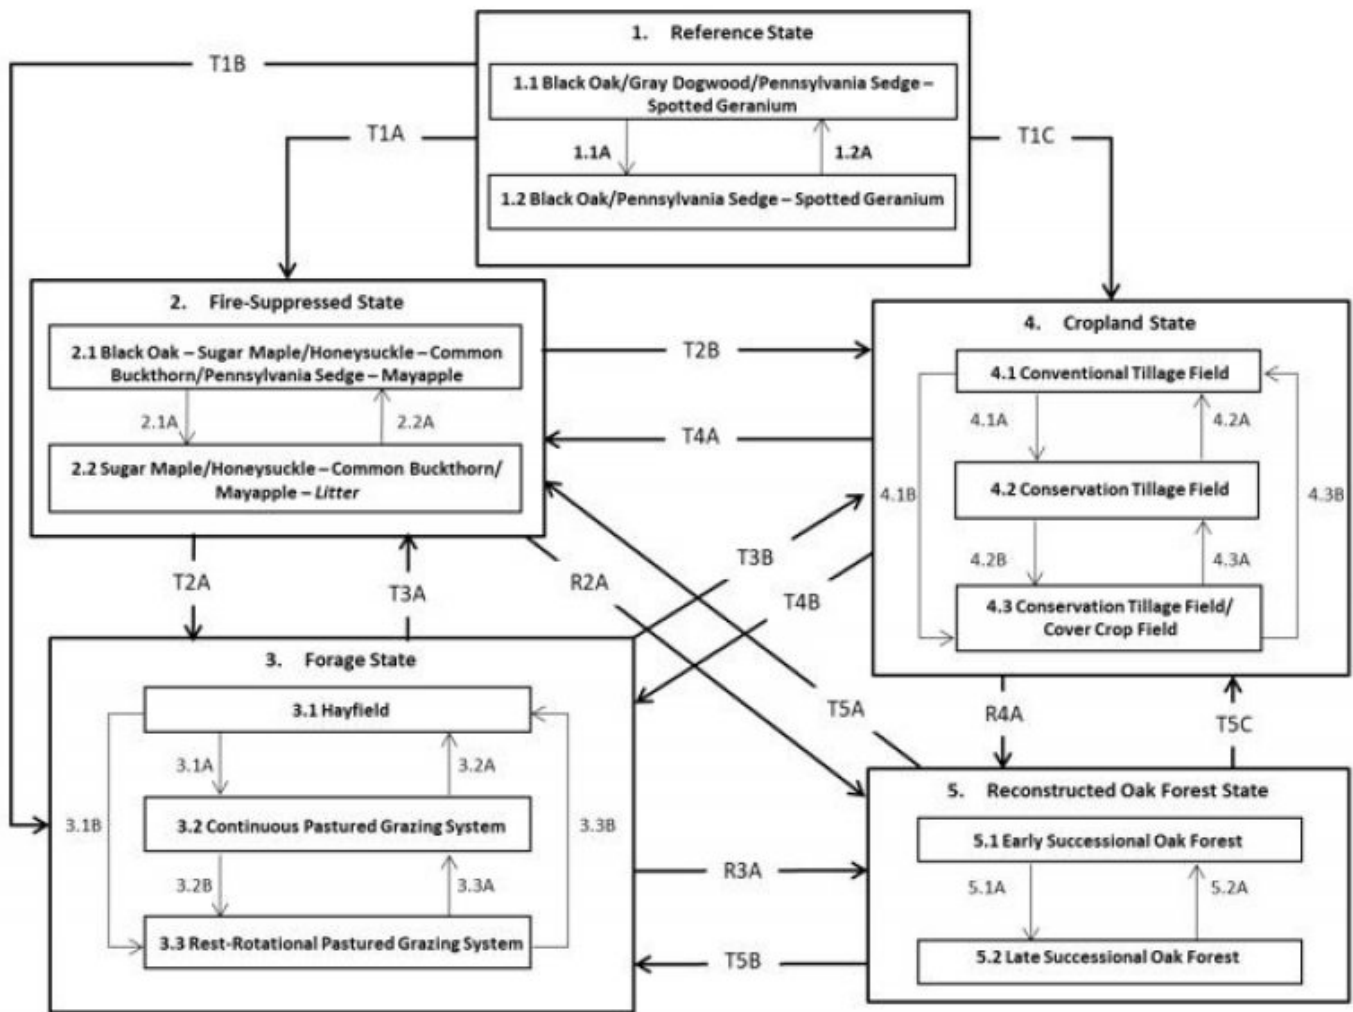 1. Reference State
T1B
1.1 Black Oak/Gray Dogwood/Pennsylvania Sedge –
Spotted Geranium
T1A
T1C
1.1A
1.2A
1.2 Black Oak/Pennsylvania Sedge – Spotted Geranium
2. Fire-Suppressed State
2.1 Black Oak – Sugar Maple/Honeysuckle – Common
Buckthorn/Pennsylvania Sedge – Mayapple
2.1A
2.2A
2.2 Sugar Maple/Honeysuckle – Common Buckthorn/
Mayapple – Litter
T2B
T4A
4. Cropland State
4.1 Conventional Tillage Field
4.1A
4.2A
4.1B
4.2 Conservation Tillage Field
4.3B
4.2B
4.3A
4.3 Conservation Tillage Field/
Cover Crop Field
T2A
T3A
R2A
T3B
T4B
T5A
R4A
T5C
3. Forage State
3.1 Hayfield
3.1A
3.2A
3.1B
3.2 Continuous Pastured Grazing System
3.3B
3.2B
3.3A
3.3 Rest-Rotational Pastured Grazing System
R3A
T5B
5. Reconstructed Oak Forest State
5.1 Early Successional Oak Forest
5.1A
5.2A
5.2 Late Successional Oak Forest